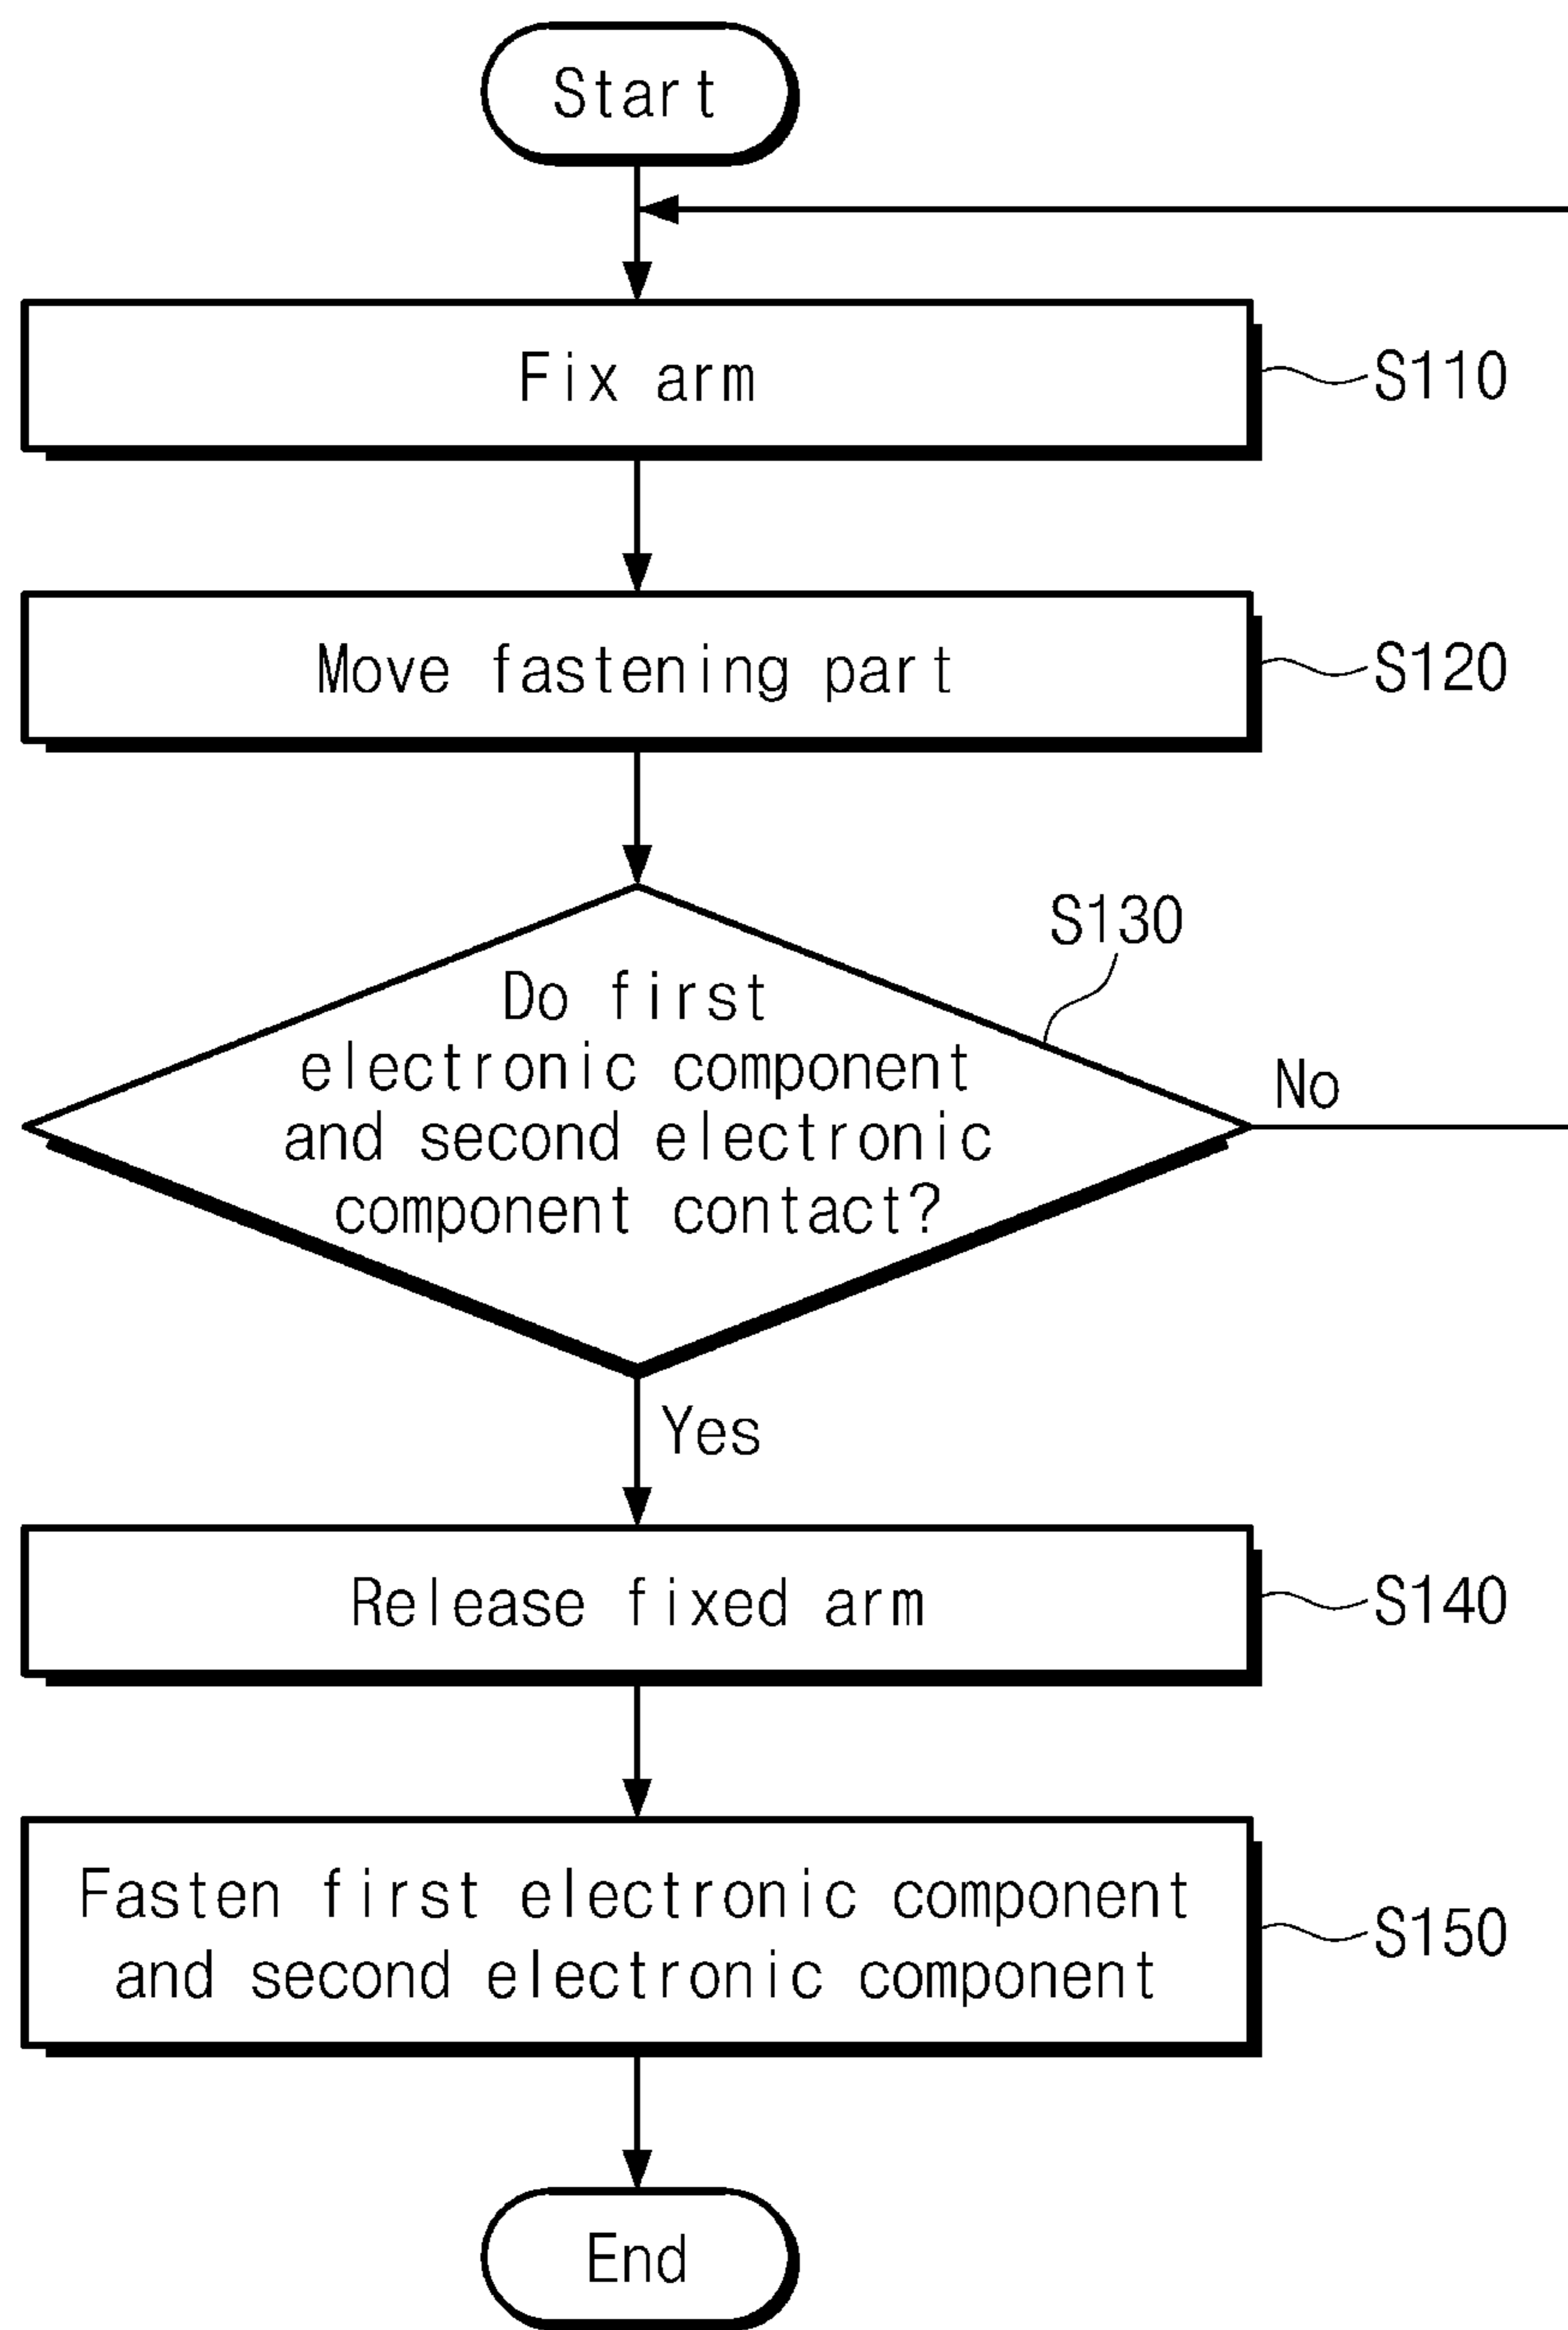 Start
Fix arm
S110
Move fastening part
S120
S130
Do first
electronic component
and second electronic
component contact?
No
Yes
Release fixed arm
S140
Fasten first electronic component
and second electronic component
S150
End